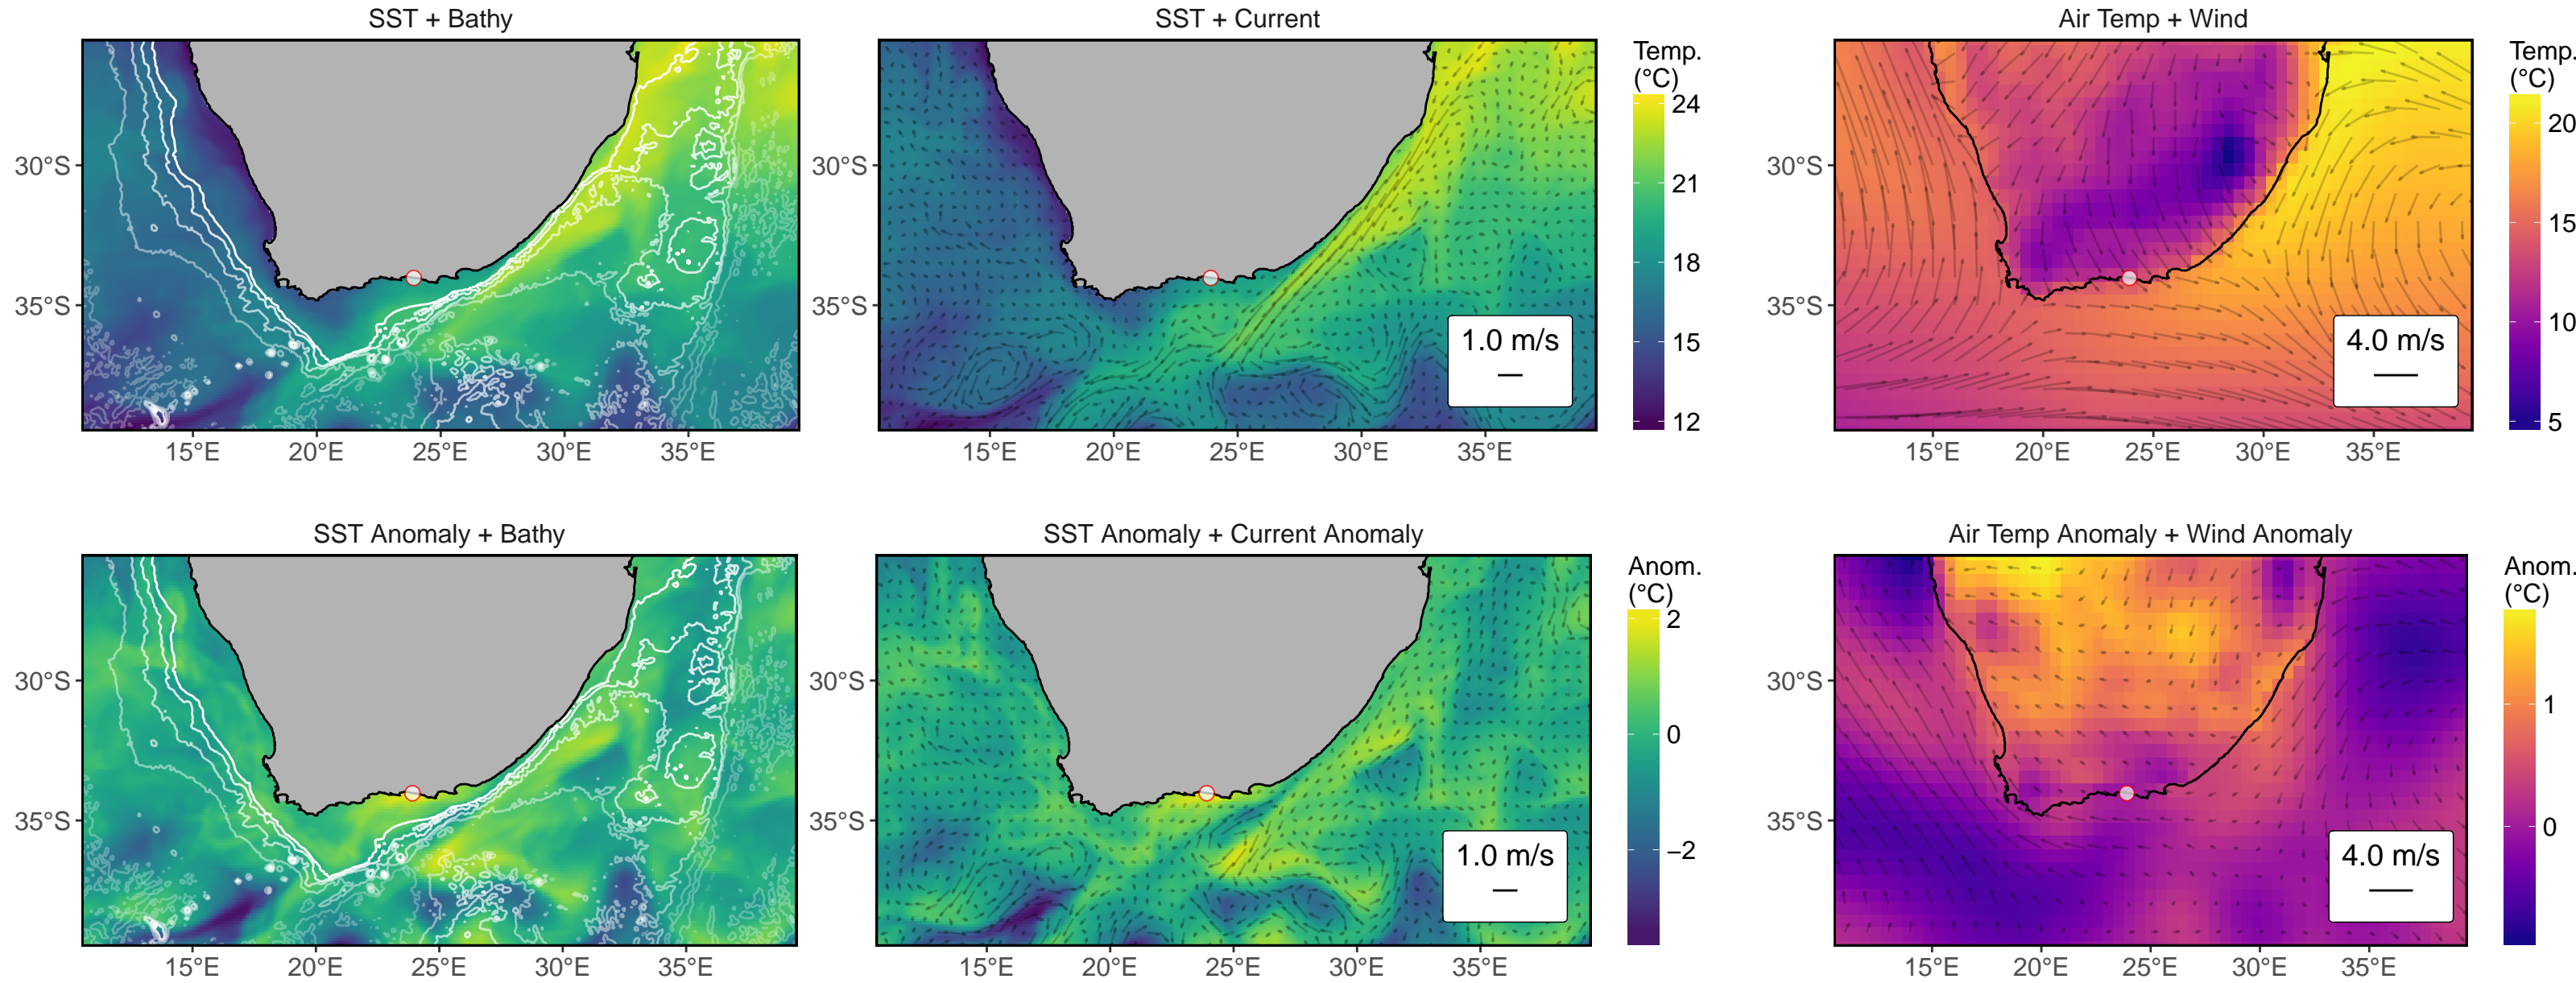 SST + Bathy
30°S
35°S
15°E 20°E 25°E 30°E 35°E
SST + Current
30°S
35°S
15°E 20°E 25°E 30°E 35°E
1.0 m/s
Temp.
(°C)
24
21
18
15
12
Air Temp + Wind
30°S
35°S
15°E 20°E 25°E 30°E 35°E
4.0 m/s
Temp.
(°C)
20
15
10
5
SST Anomaly + Bathy
30°S
35°S
15°E 20°E 25°E 30°E 35°E
SST Anomaly + Current Anomaly
30°S
35°S
15°E 20°E 25°E 30°E 35°E
1.0 m/s
Anom.
(°C)
2
0
−2
Air Temp Anomaly + Wind Anomaly
30°S
35°S
15°E 20°E 25°E 30°E 35°E
4.0 m/s
Anom.
(°C)
1
0